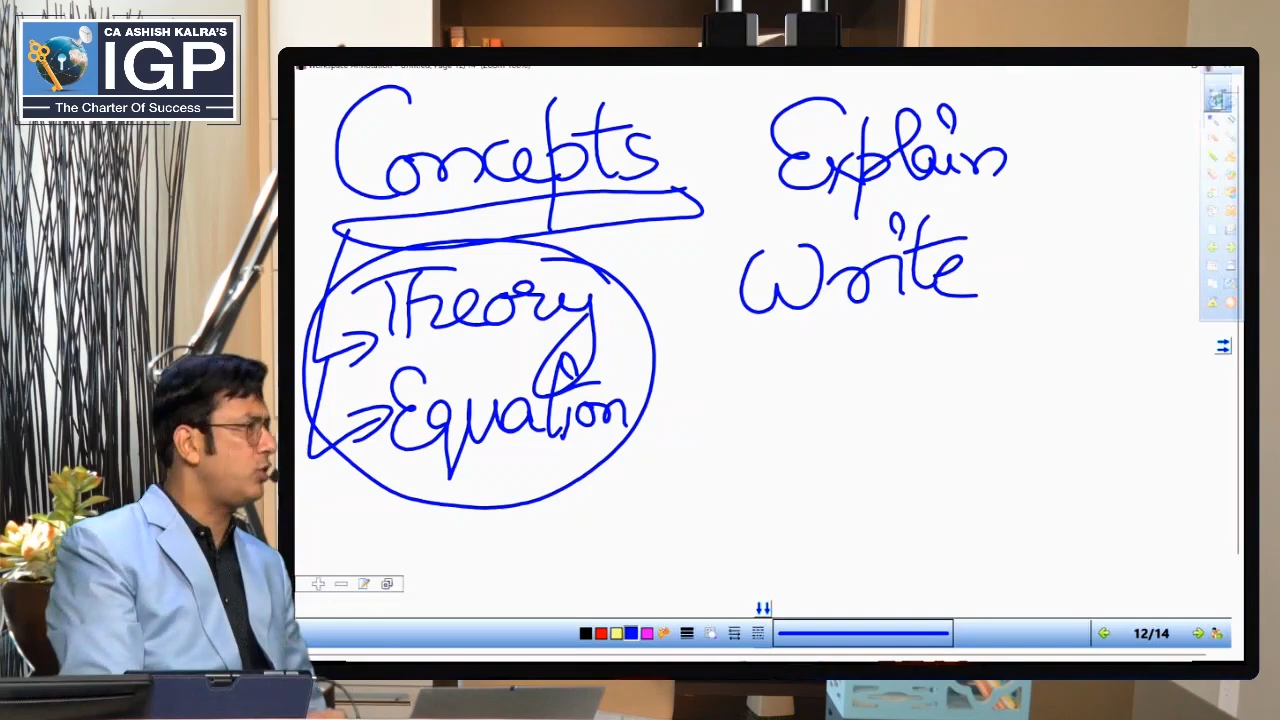 CA ASHISH KALRA'S
IGP
The Charter Of Success
Concepts
Theory
Equation
Explain
Write
12/14